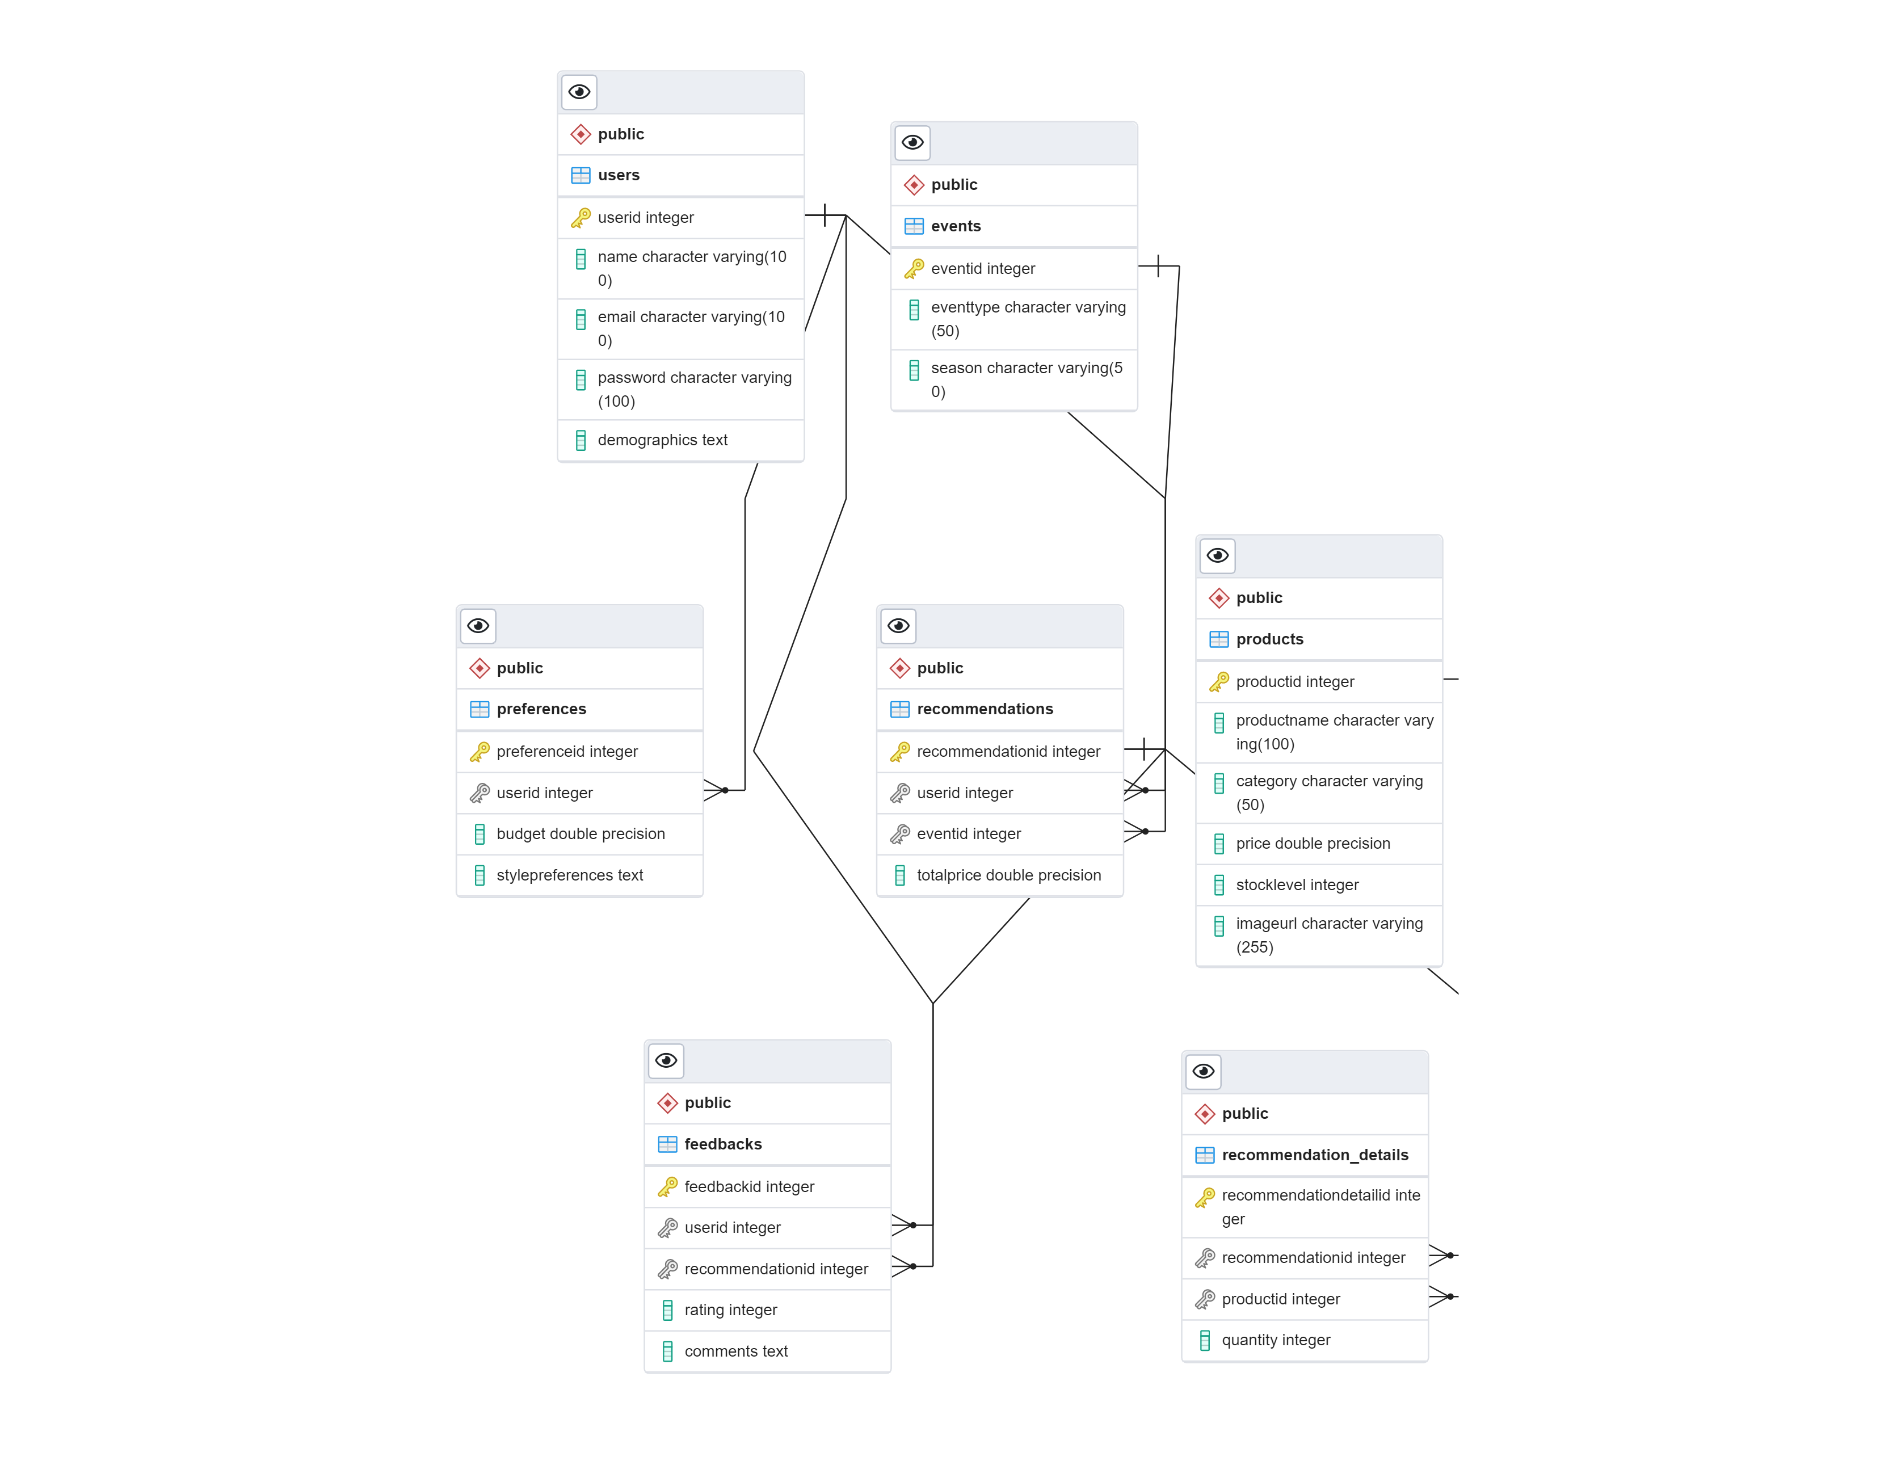 public
users
userid integer
name character varying(10
0)
email character varying(10
0)
password character varying
(100)
demographics text
public
events
eventid integer
eventtype character varying
(50)
season character varying(5
0)
public
products
productid integer
productname character vary
ing(100)
category character varying
(50)
price double precision
stocklevel integer
imageurl character varying
(255)
public
preferences
preferenceid integer
userid integer
budget double precision
stylepreferences text
public
recommendations
recommendationid integer
userid integer
eventid integer
totalprice double precision
public
feedbacks
feedbackid integer
userid integer
recommendationid integer
rating integer
comments text
public
recommendation_details
recommendationdetailid inte
ger
recommendationid integer
productid integer
quantity integer